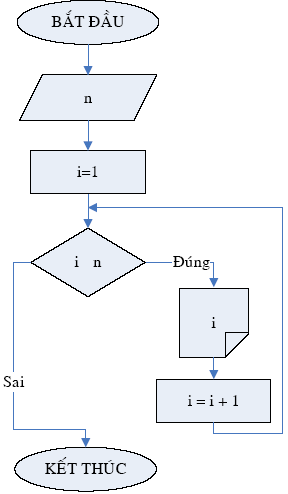 BẮT ĐẦU
n
i=1
i n
Đúng
i
i = i + 1
Sai
KẾT THÚC